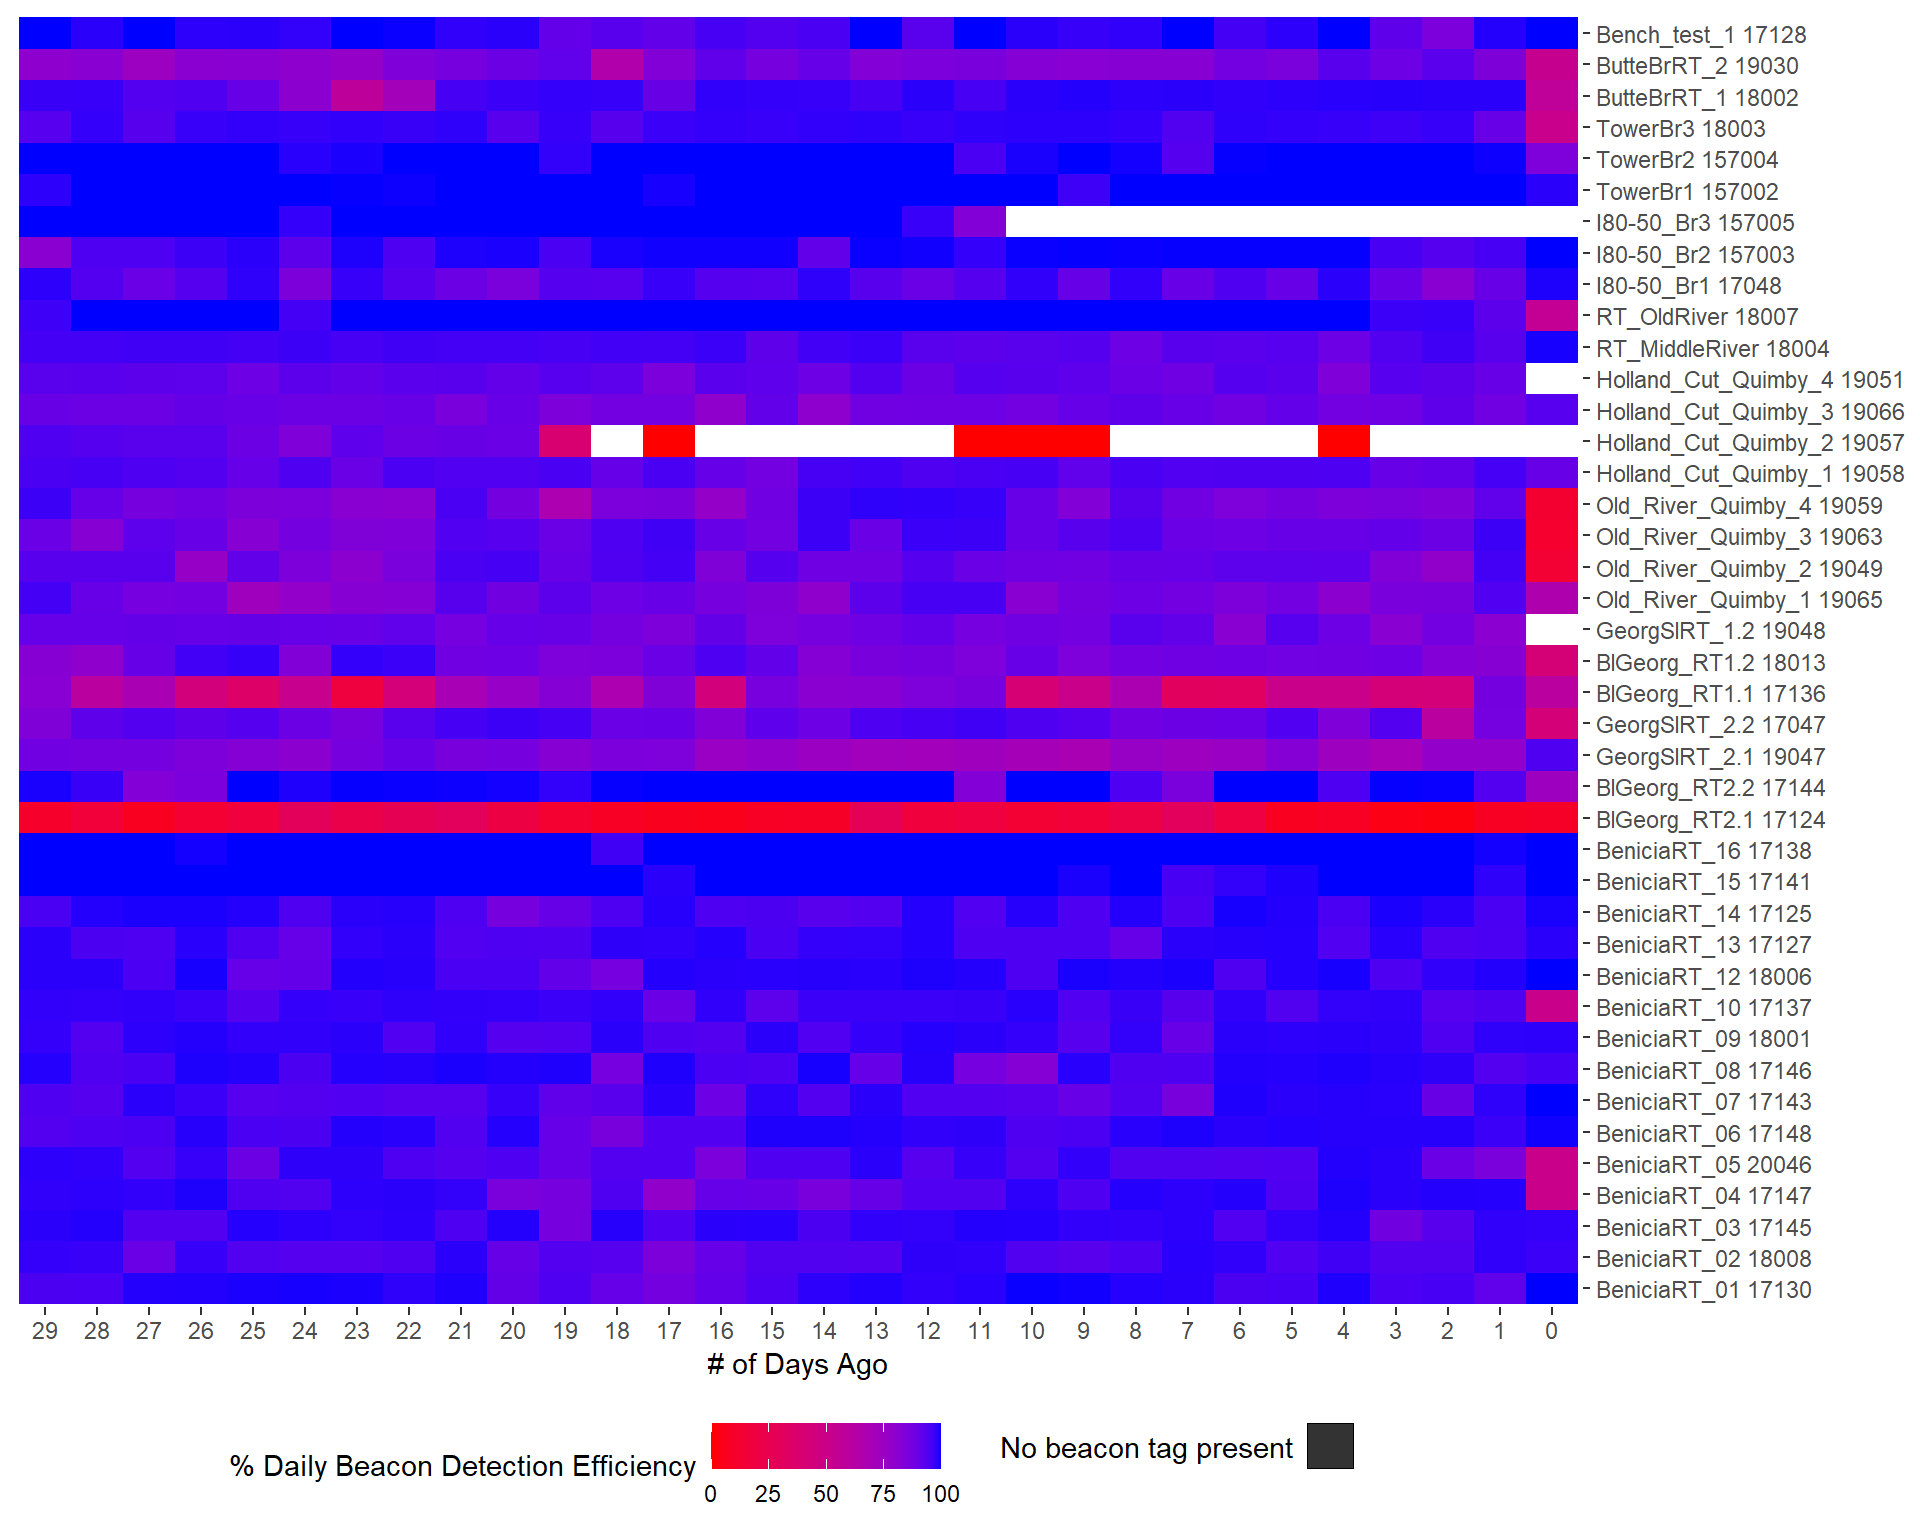 Bench_test_1 17128
ButteBrRT_2 19030
ButteBrRT_1 18002
TowerBr3 18003
TowerBr2 157004
TowerBr1 157002
I80-50_Br3 157005
I80-50_Br2 157003
I80-50_Br1 17048
RT_OldRiver 18007
RT_MiddleRiver 18004
Holland_Cut_Quimby_4 19051
Holland_Cut_Quimby_3 19066
Holland_Cut_Quimby_2 19057
Holland_Cut_Quimby_1 19058
Old_River_Quimby_4 19059
Old_River_Quimby_3 19063
Old_River_Quimby_2 19049
Old_River_Quimby_1 19065
GeorgSlRT_1.2 19048
BlGeorg_RT1.2 18013
BlGeorg_RT1.1 17136
GeorgSlRT_2.2 17047
GeorgSlRT_2.1 19047
BlGeorg_RT2.2 17144
BlGeorg_RT2.1 17124
BeniciaRT_16 17138
BeniciaRT_15 17141
BeniciaRT_14 17125
BeniciaRT_13 17127
BeniciaRT_12 18006
BeniciaRT_10 17137
BeniciaRT_09 18001
BeniciaRT_08 17146
BeniciaRT_07 17143
BeniciaRT_06 17148
BeniciaRT_05 20046
BeniciaRT_04 17147
BeniciaRT_03 17145
BeniciaRT_02 18008
BeniciaRT_01 17130
29 28 27 26 25 24 23 22 21 20 19 18 17 16 15 14 13 12 11 10 9 8 7 6 5 4 3 2 1 0
# of Days Ago
% Daily Beacon Detection Efficiency
0 25 50 75 100
No beacon tag present